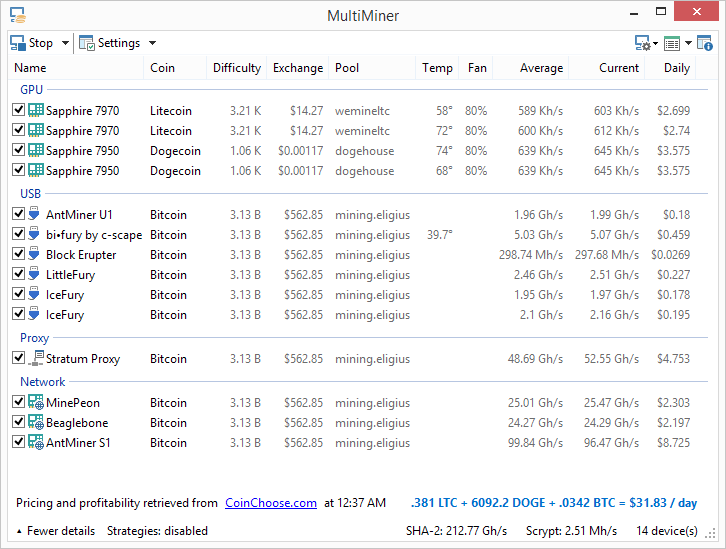 MultiMiner
Stop Settings
Name Coin Difficulty Exchange Pool Temp Fan Average Current Daily
GPU
Sapphire 7970 Litecoin 3.21 K $14.27 wemineltc 58° 80% 589 Kh/s 603 Kh/s $2.699
Sapphire 7970 Litecoin 3.21 K $14.27 wemineltc 72° 80% 600 Kh/s 612 Kh/s $2.74
Sapphire 7950 Dogecoin 1.06 K $0.00117 dogehouse 74° 80% 639 Kh/s 645 Kh/s $3.575
Sapphire 7950 Dogecoin 1.06 K $0.00117 dogehouse 68° 80% 639 Kh/s 645 Kh/s $3.575
USB
AntMiner U1 Bitcoin 3.13 B $562.85 mining.eligius 1.96 Gh/s 1.99 Gh/s $0.18
bi•fury by c-scape Bitcoin 3.13 B $562.85 mining.eligius 39.7° 5.03 Gh/s 5.07 Gh/s $0.459
Block Erupter Bitcoin 3.13 B $562.85 mining.eligius 298.74 Mh/s 297.68 Mh/s $0.0269
LittleFury Bitcoin 3.13 B $562.85 mining.eligius 2.46 Gh/s 2.51 Gh/s $0.227
IceFury Bitcoin 3.13 B $562.85 mining.eligius 1.95 Gh/s 1.97 Gh/s $0.178
IceFury Bitcoin 3.13 B $562.85 mining.eligius 2.1 Gh/s 2.16 Gh/s $0.195
Proxy
Stratum Proxy Bitcoin 3.13 B $562.85 mining.eligius 48.69 Gh/s 52.55 Gh/s $4.753
Network
MinePeon Bitcoin 3.13 B $562.85 mining.eligius 25.01 Gh/s 25.47 Gh/s $2.303
Beaglebone Bitcoin 3.13 B $562.85 mining.eligius 24.27 Gh/s 24.29 Gh/s $2.197
AntMiner S1 Bitcoin 3.13 B $562.85 mining.eligius 99.84 Gh/s 96.47 Gh/s $8.725
Pricing and profitability retrieved from CoinChoose.com at 12:37 AM .381 LTC + 6092.2 DOGE + .0342 BTC = $31.83 / day
Fewer details Strategies: disabled SHA-2: 212.77 Gh/s Scrypt: 2.51 Mh/s 14 device(s)